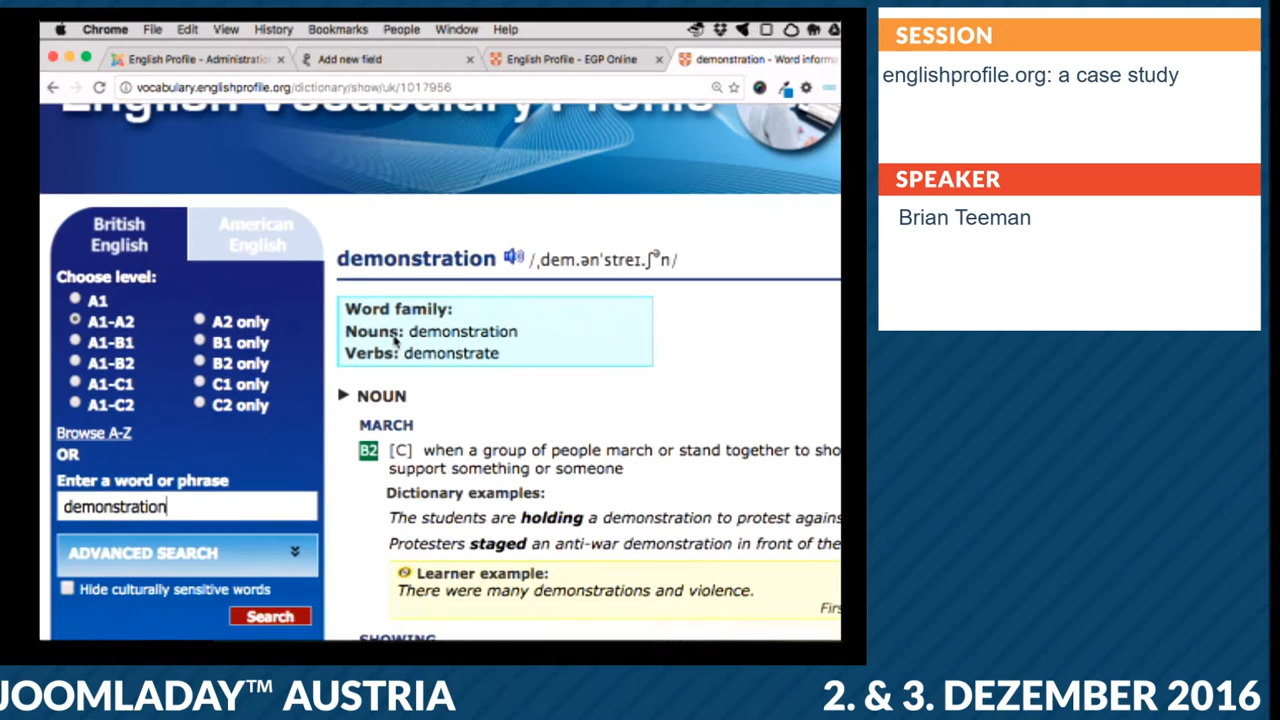 Chrome File Edit View History Bookmarks People Window Help
English Profile - Administratio × Add new field × English Profile - EGP Online × demonstration - Word inform
vocabulary.englishprofile.org/dictionary/show/uk/1017956
English Vocabulary Profile
British English
American English
Choose level:
A1
A1-A2 A2 only
A1-B1 B1 only
A1-B2 B2 only
A1-C1 C1 only
A1-C2 C2 only
Browse A-Z
OR
Enter a word or phrase
demonstration
ADVANCED SEARCH
Hide culturally sensitive words
Search
demonstration /ˌdem.ənˈstreɪ.ʃᵊn/
Word family:
Nouns: demonstration
Verbs: demonstrate
NOUN
MARCH
B2 [C] when a group of people march or stand together to sho
support something or someone
Dictionary examples:
The students are holding a demonstration to protest agains
Protesters staged an anti-war demonstration in front of the
Learner example:
There were many demonstrations and violence.
Firs
SHOWING
SESSION
englishprofile.org: a case study
SPEAKER
Brian Teeman
JOOMLADAY™ AUSTRIA
2. & 3. DEZEMBER 2016